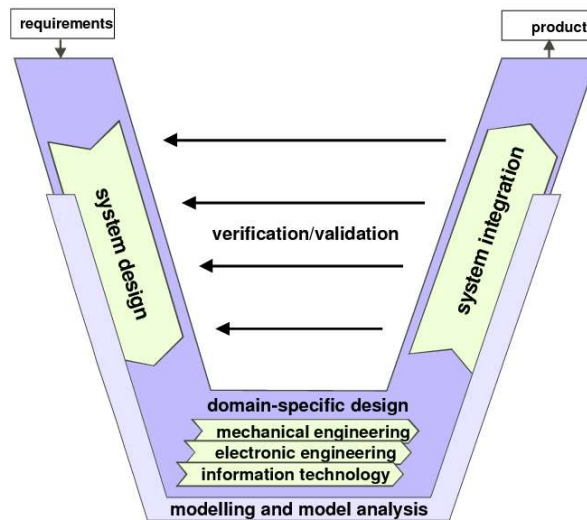 requirements
product
system design
system integration
verification/validation
domain-specific design
mechanical engineering
electronic engineering
information technology
modelling and model analysis